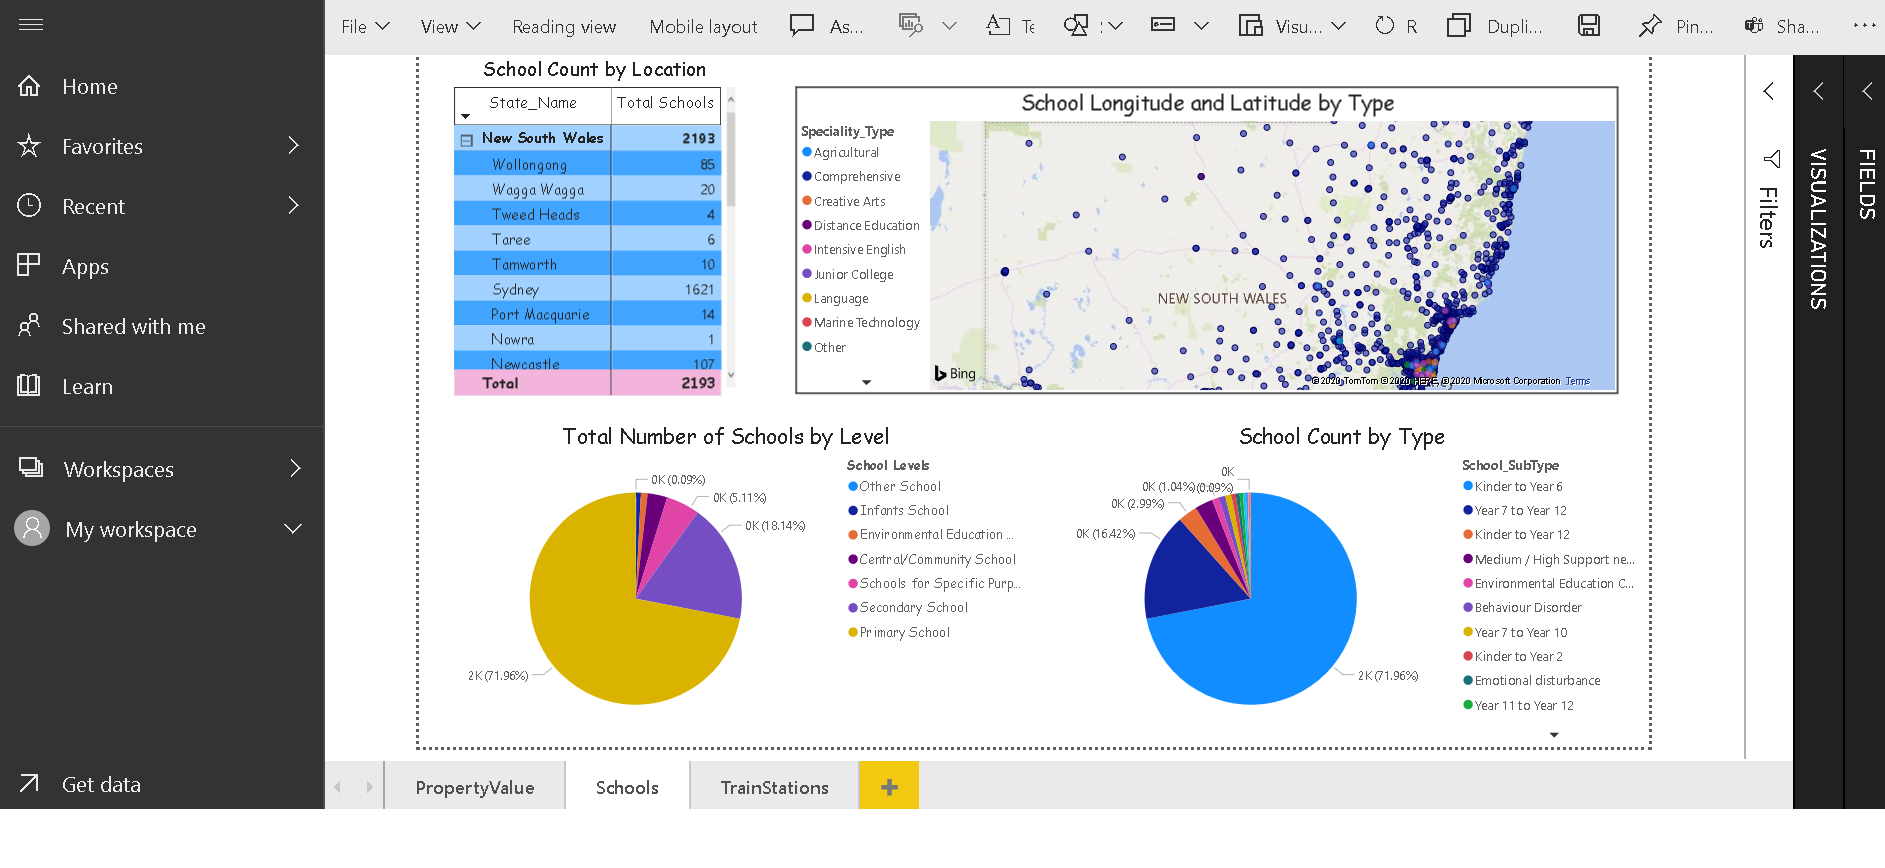 File View Reading view Mobile layout As... Te Visu... R Dupli... Pin... Sha... ...
Home
Favorites
Recent
Apps
Shared with me
Learn
Workspaces
My workspace
Get data
School Count by Location
State_Name Total Schools
New South Wales 2193
Wollongong 85
Wagga Wagga 20
Tweed Heads 4
Taree 6
Tamworth 10
Sydney 1621
Port Macquarie 14
Nowra 1
Newcastle 107
Total 2193
School Longitude and Latitude by Type
Speciality_Type
Agricultural
Comprehensive
Creative Arts
Distance Education
Intensive English
Junior College
Language
Marine Technology
Other
NEW SOUTH WALES
Bing
© 2020 TomTom © 2020 HERE, © 2020 Microsoft Corporation Terms
Total Number of Schools by Level
0K (0.09%)
0K (5.11%)
0K (18.14%)
2K (71.96%)
School Levels
Other School
Infants School
Environmental Education ...
Central/Community School
Schools for Specific Purp...
Secondary School
Primary School
School Count by Type
0K
0K (1.04%) (0.09%)
0K (2.99%)
0K (16.42%)
2K (71.96%)
School_SubType
Kinder to Year 6
Year 7 to Year 12
Kinder to Year 12
Medium / High Support ne...
Environmental Education C...
Behaviour Disorder
Year 7 to Year 10
Kinder to Year 2
Emotional disturbance
Year 11 to Year 12
Filters
VISUALIZATIONS
FIELDS
PropertyValue Schools TrainStations +